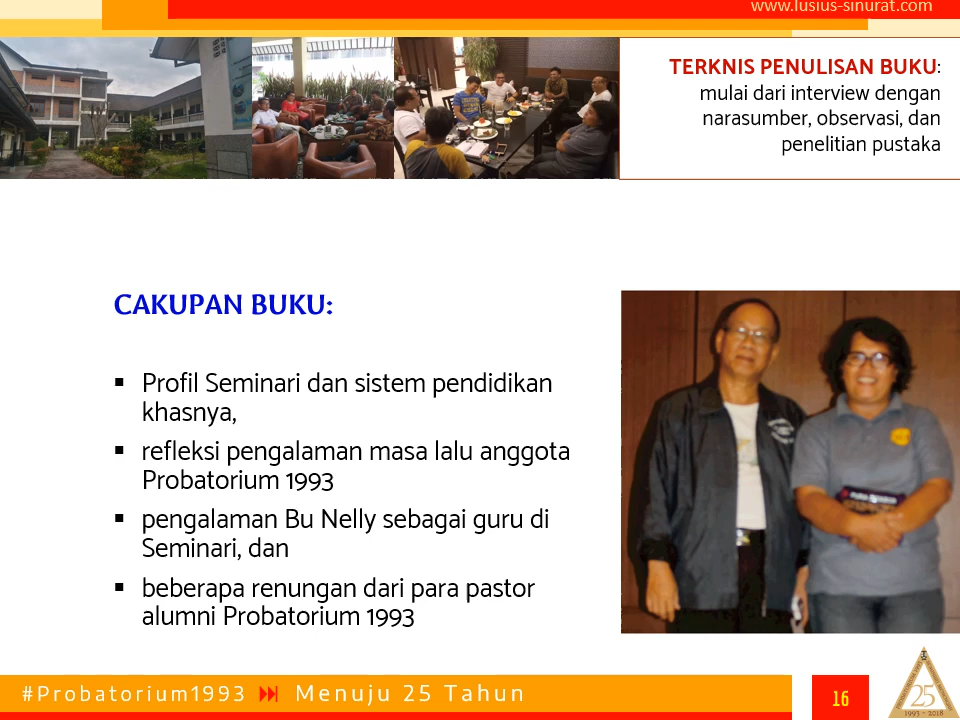 www.lusius-sinurat.com
TERKNIS PENULISAN BUKU:
mulai dari interview dengan
narasumber, observasi, dan
penelitian pustaka
CAKUPAN BUKU:
▪ Profil Seminari dan sistem pendidikan
khasnya,
▪ refleksi pengalaman masa lalu anggota
Probatorium 1993
▪ pengalaman Bu Nelly sebagai guru di
Seminari, dan
▪ beberapa renungan dari para pastor
alumni Probatorium 1993
#Probatorium1993 ⏭ Menuju 25 Tahun
16
25
1993 - 2018